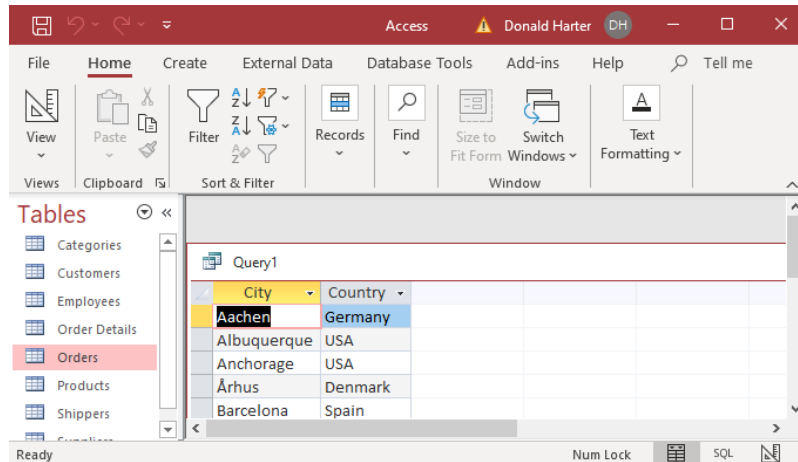 Access Donald Harter DH
File Home Create External Data Database Tools Add-ins Help Tell me
View Paste Filter Records Find Size to Fit Form Switch Windows Text Formatting
Views Clipboard Sort & Filter Window
Tables
Categories
Customers
Employees
Order Details
Orders
Products
Shippers
Query1
City Country
Aachen Germany
Albuquerque USA
Anchorage USA
Århus Denmark
Barcelona Spain
Ready Num Lock SQL